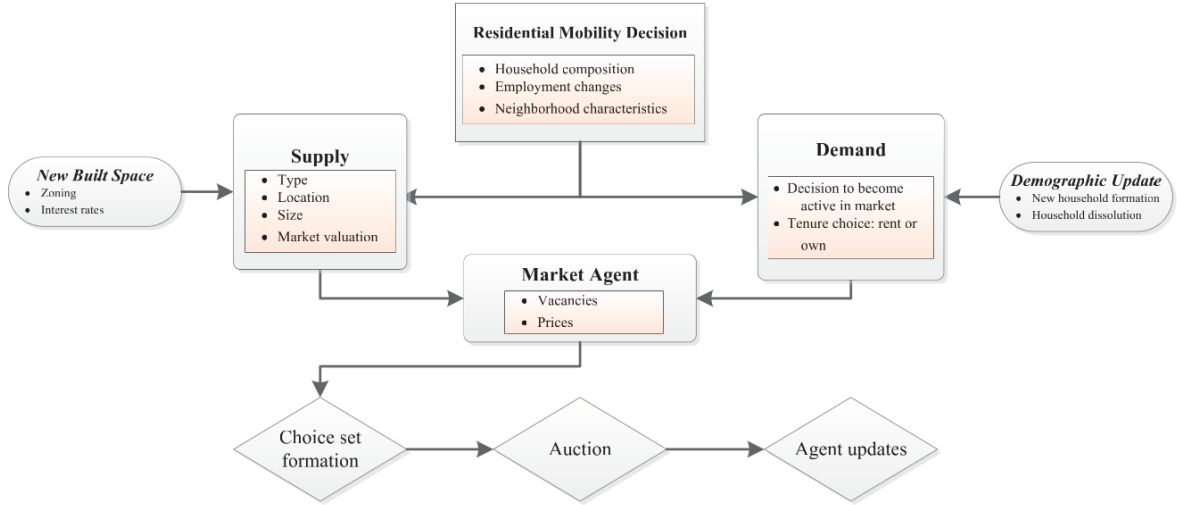 Residential Mobility Decision
• Household composition
• Employment changes
• Neighborhood characteristics
Supply
• Type
• Location
• Size
• Market valuation
Demand
• Decision to become
active in market
• Tenure choice: rent or
own
New Built Space
• Zoning
• Interest rates
Demographic Update
• New household formation
• Household dissolution
Market Agent
• Vacancies
• Prices
Choice set
formation
Auction
Agent updates